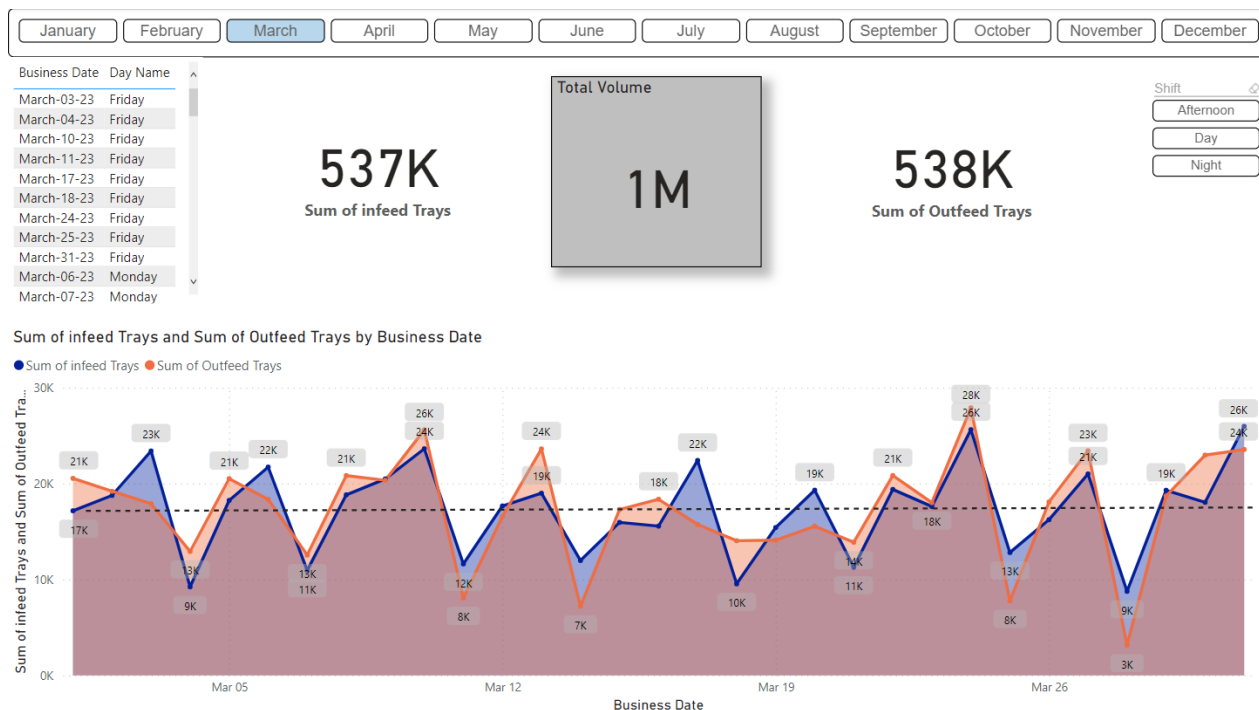 January February March April May June July August September October November December
Business Date Day Name
March-03-23 Friday
March-04-23 Friday
March-10-23 Friday
March-11-23 Friday
March-17-23 Friday
March-18-23 Friday
March-24-23 Friday
March-25-23 Friday
March-31-23 Friday
March-06-23 Monday
March-07-23 Monday
537K
Sum of infeed Trays
Total Volume
1M
538K
Sum of Outfeed Trays
Shift
Afternoon
Day
Night
Sum of infeed Trays and Sum of Outfeed Trays by Business Date
Sum of infeed Trays Sum of Outfeed Trays
Sum of infeed Trays and Sum of Outfeed Tra...
30K
20K
10K
0K
21K
17K
23K
13K
9K
21K
22K
13K
11K
21K
26K
24K
12K
8K
24K
19K
7K
18K
22K
10K
19K
14K
11K
21K
18K
28K
26K
13K
8K
23K
21K
9K
3K
19K
26K
24K
Mar 05 Mar 12 Mar 19 Mar 26
Business Date